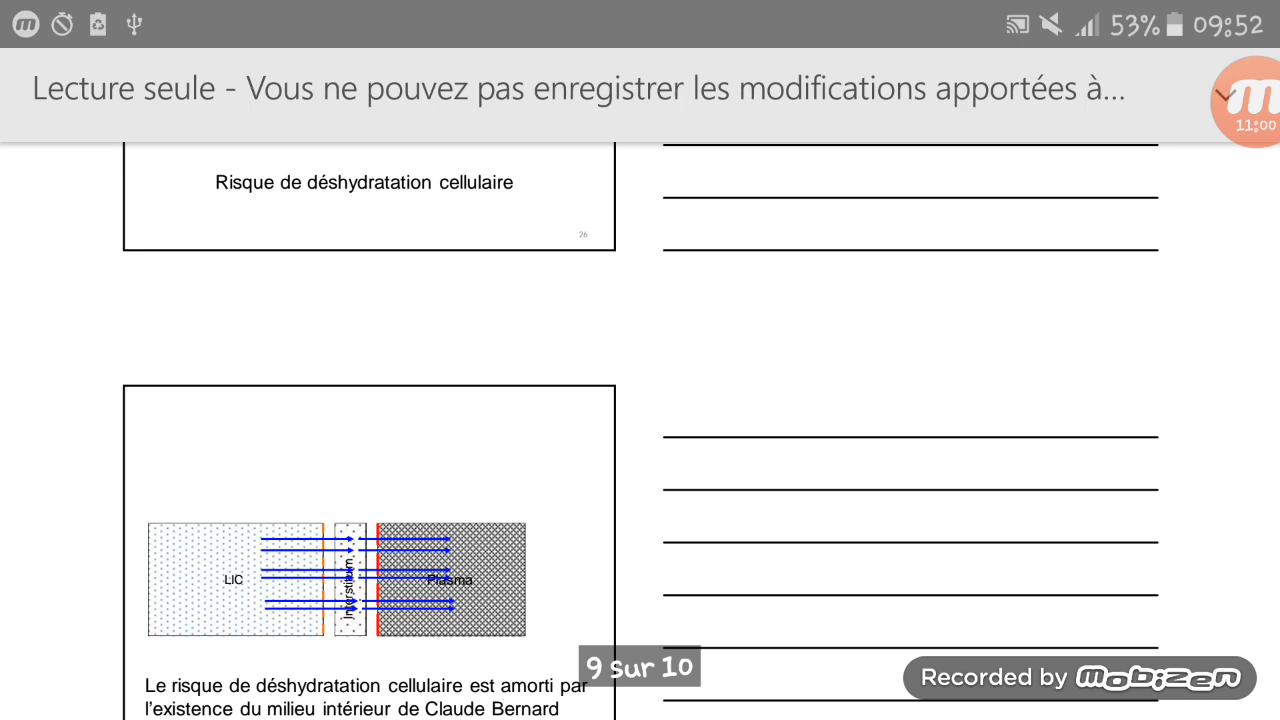 53% 09:52
Lecture seule - Vous ne pouvez pas enregistrer les modifications apportées à...
11:00
Risque de déshydratation cellulaire
26
LIC
Interstitium
Plasma
9 sur 10
Le risque de déshydratation cellulaire est amorti par
l'existence du milieu intérieur de Claude Bernard
Recorded by mobizen